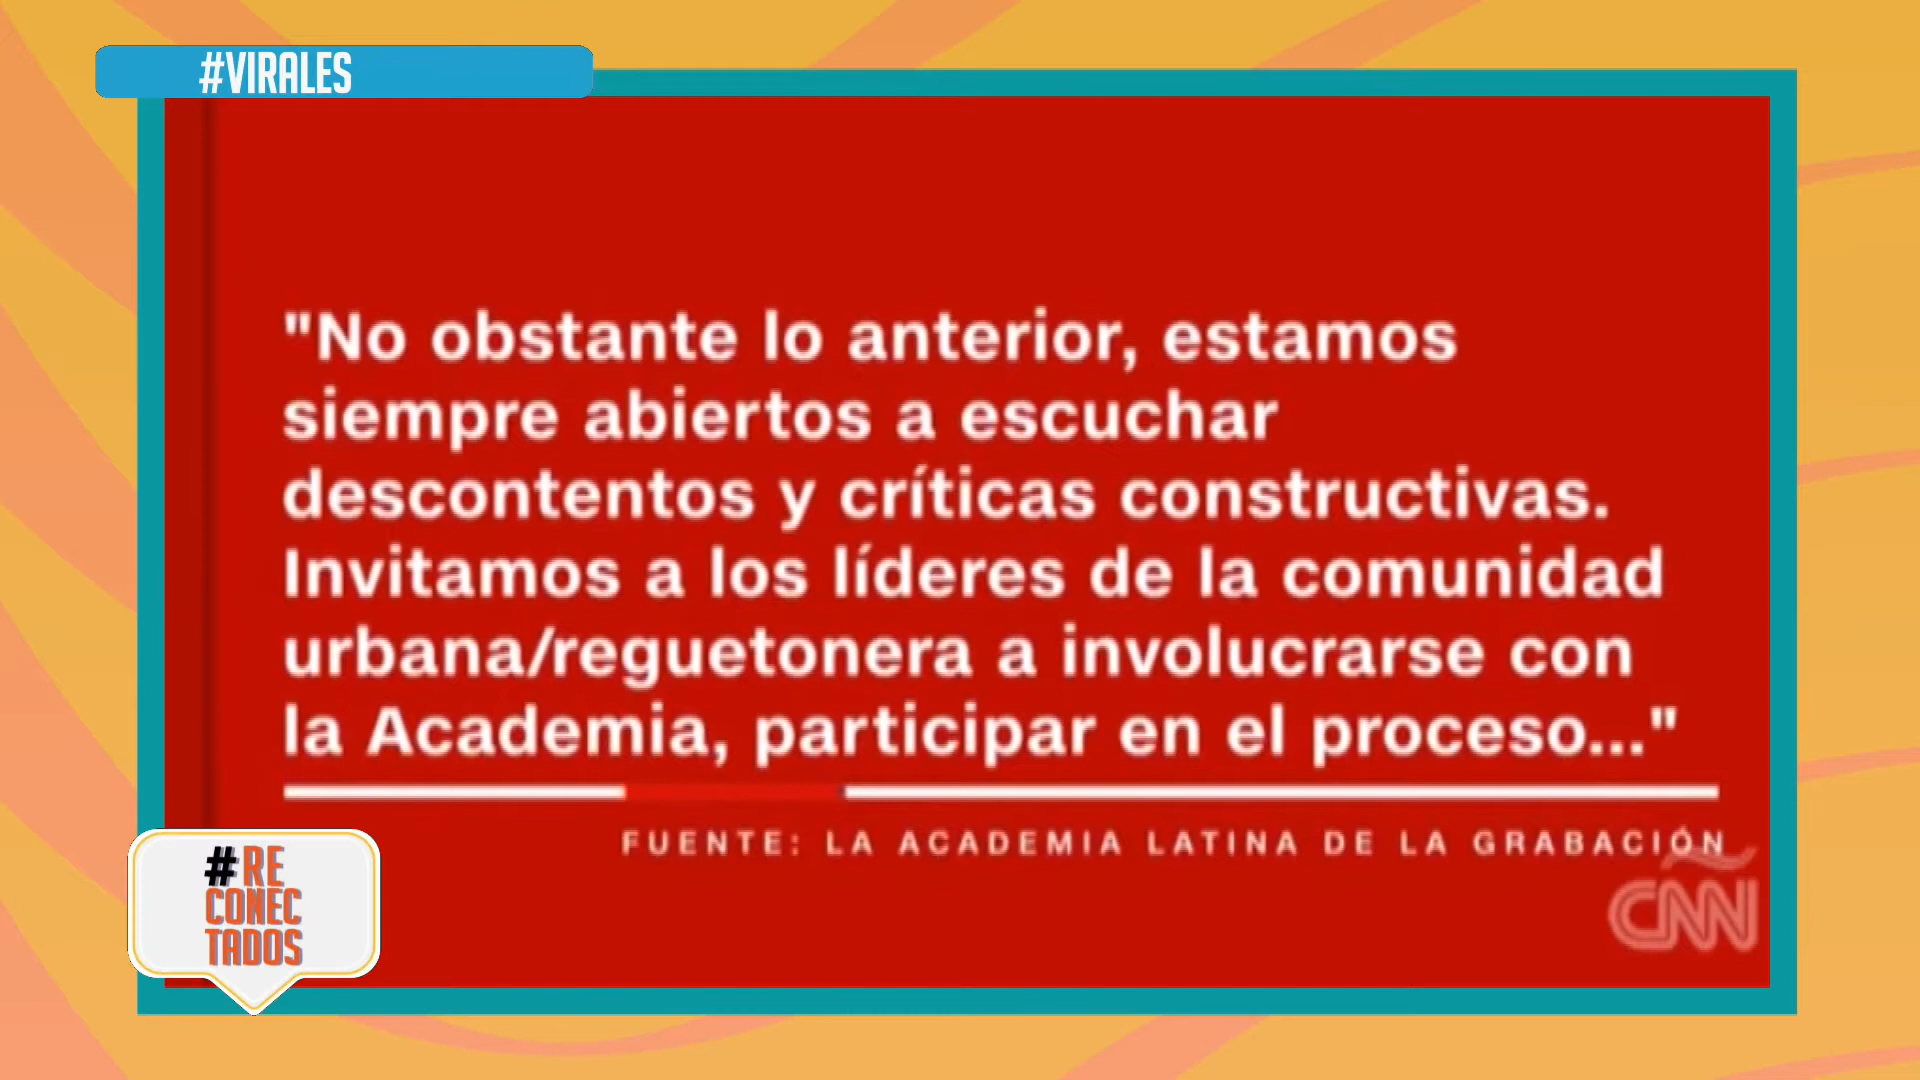 #VIRALES
"No obstante lo anterior, estamos
siempre abiertos a escuchar
descontentos y críticas constructivas.
Invitamos a los líderes de la comunidad
urbana/reguetonera a involucrarse con
la Academia, participar en el proceso..."
FUENTE: LA ACADEMIA LATINA DE LA GRABACIÓN
CNN
#RE
CONEC
TADOS